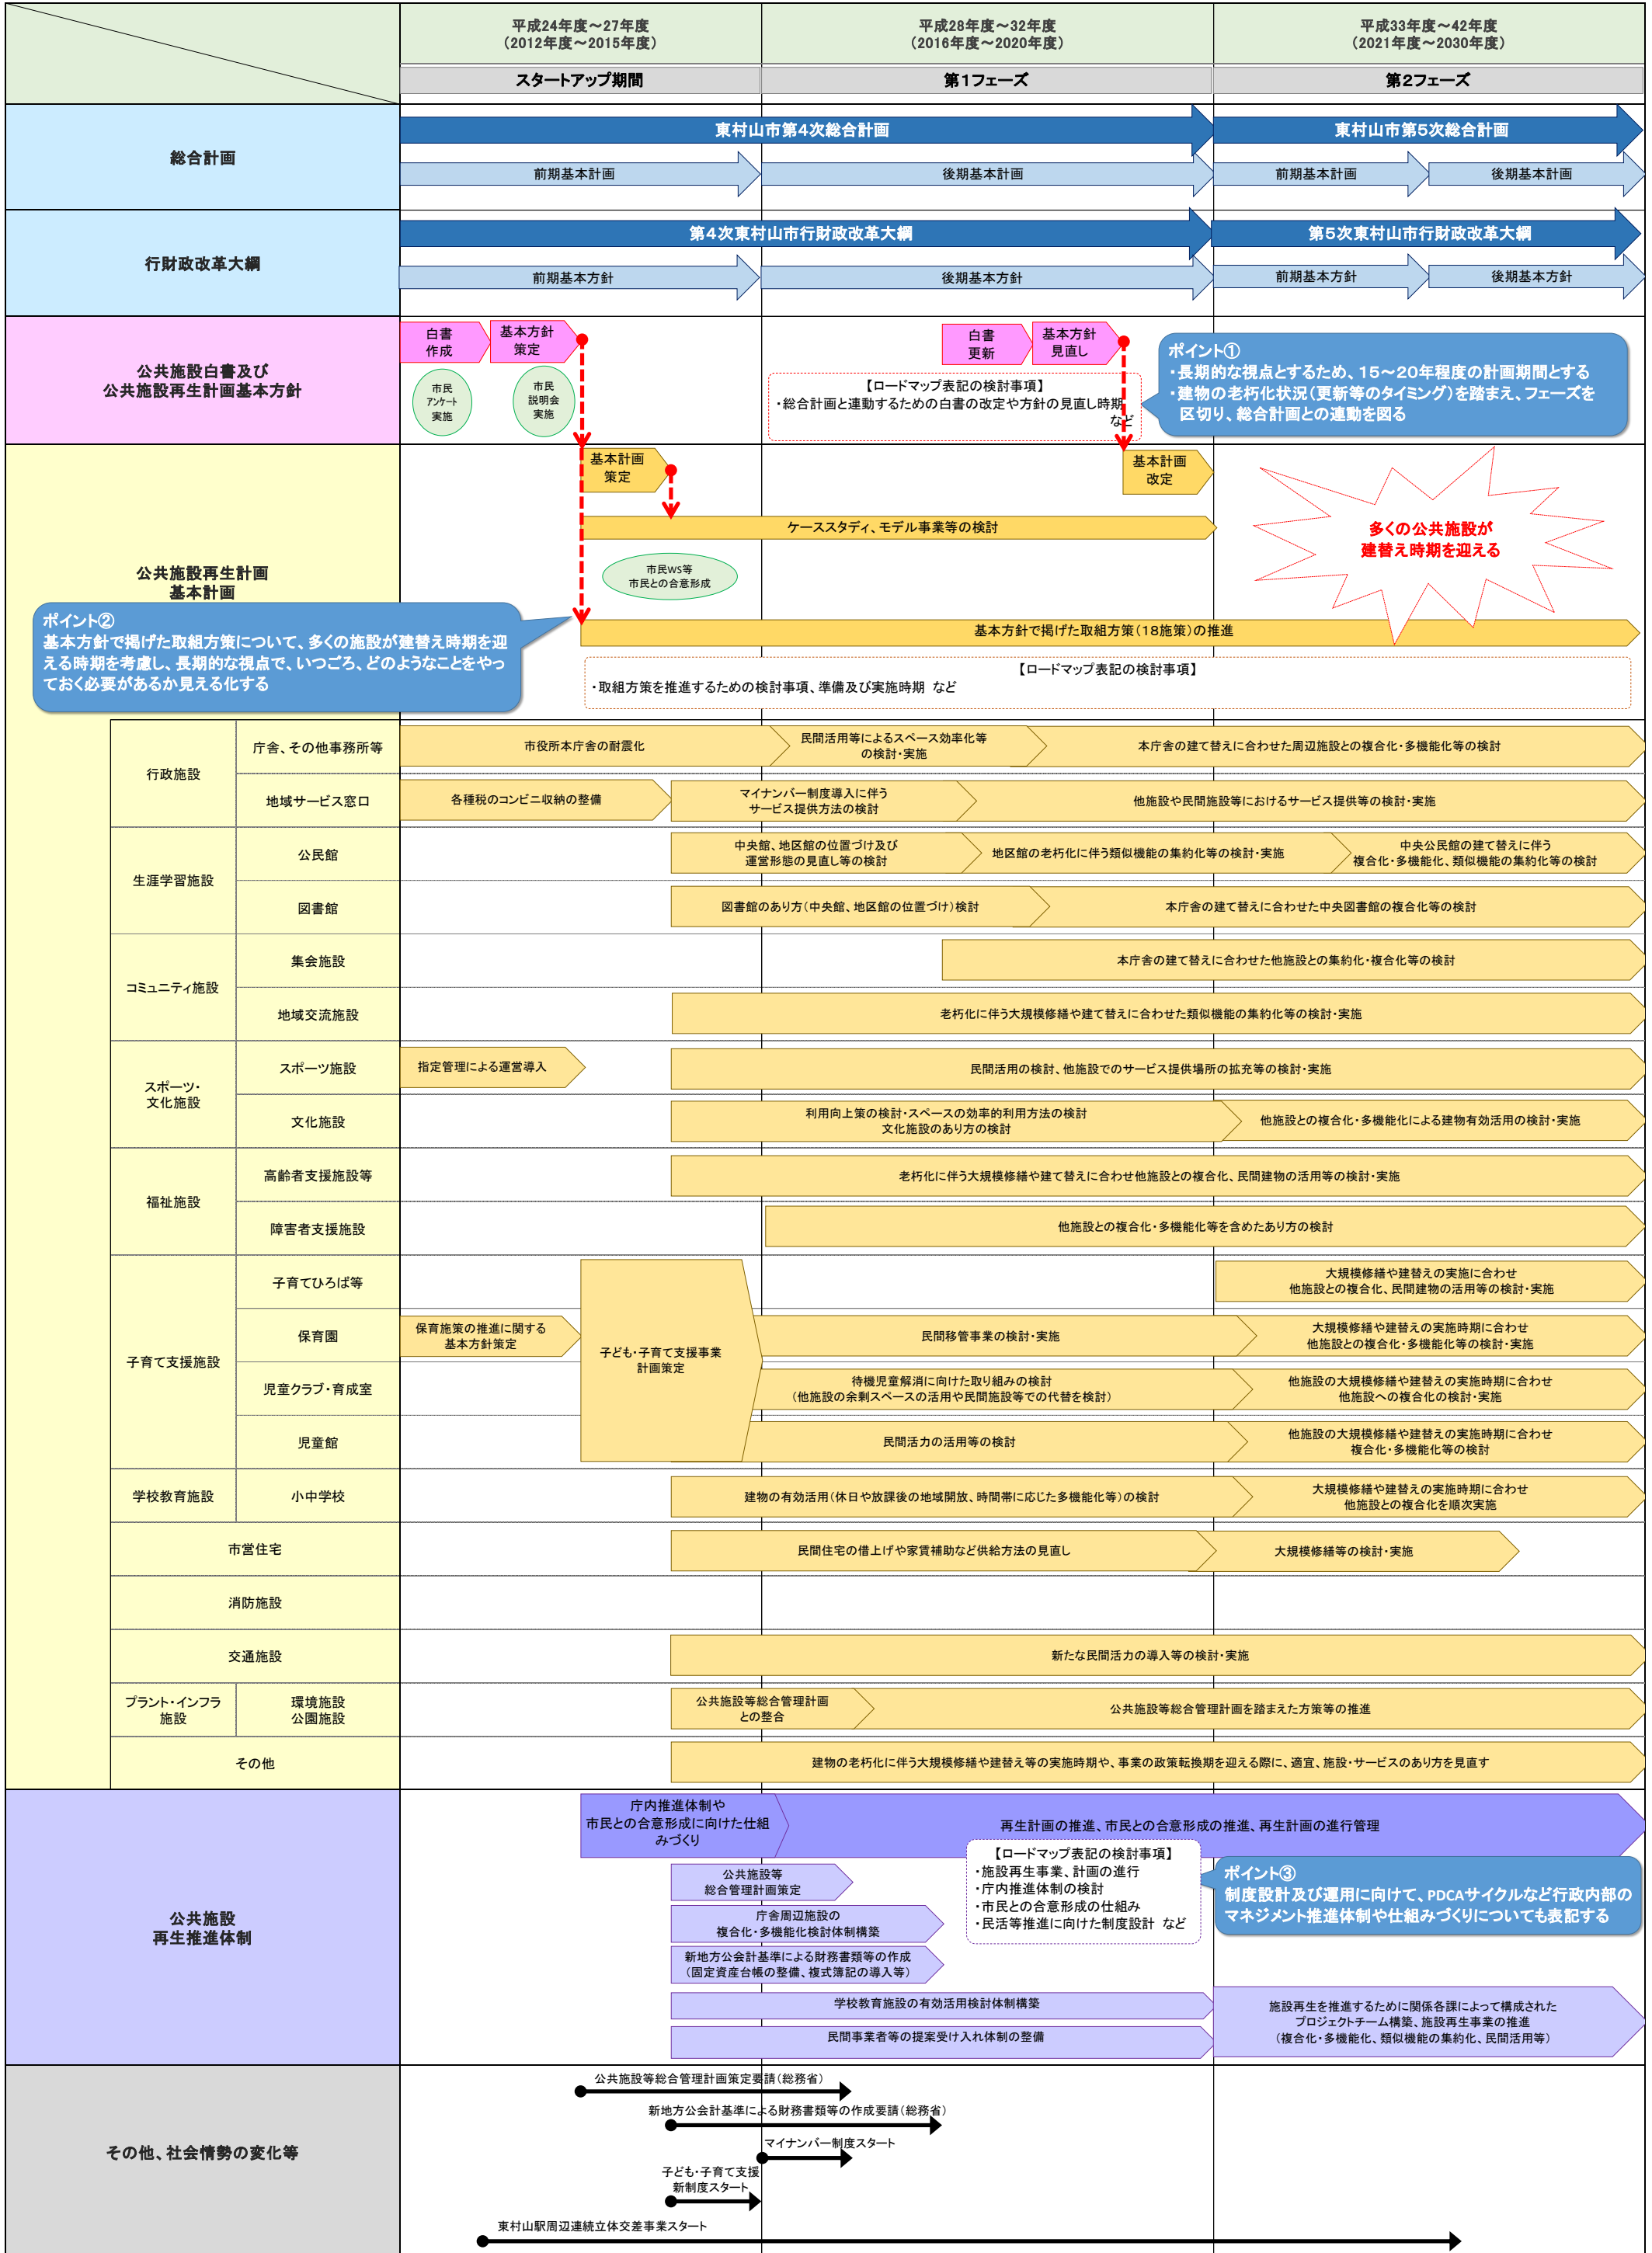 平成24年度～27年度
（2012年度～2015年度）
平成28年度～32年度
（2016年度～2020年度）
平成33年度～42年度
（2021年度～2030年度）
スタートアップ期間
第1フェーズ
第2フェーズ
総合計画
東村山市第4次総合計画
東村山市第5次総合計画
前期基本計画
後期基本計画
前期基本計画
後期基本計画
行財政改革大綱
第4次東村山市行財政改革大綱
第5次東村山市行財政改革大綱
前期基本方針
後期基本方針
前期基本方針
後期基本方針
公共施設白書及び
公共施設再生計画基本方針
白書
作成
基本方針
策定
市民
アンケート
実施
市民
説明会
実施
白書
更新
基本方針
見直し
【ロードマップ表記の検討事項】
・総合計画と連動するための白書の改定や方針の見直し時期
など
ポイント①
・長期的な視点とするため、15～20年程度の計画期間とする
・建物の老朽化状況（更新等のタイミング）を踏まえ、フェーズを
区切り、総合計画との連動を図る
公共施設再生計画
基本計画
基本計画
策定
基本計画
改定
ケーススタディ、モデル事業等の検討
市民WS等
市民との合意形成
多くの公共施設が
建替え時期を迎える
ポイント②
基本方針で掲げた取組方策について、多くの施設が建替え時期を迎
える時期を考慮し、長期的な視点で、いつごろ、どのようなことをやっ
ておく必要があるか見える化する
基本方針で掲げた取組方策（18施策）の推進
【ロードマップ表記の検討事項】
・取組方策を推進するための検討事項、準備及び実施時期 など
行政施設
庁舎、その他事務所等
市役所本庁舎の耐震化
民間活用等によるスペース効率化等
の検討・実施
本庁舎の建て替えに合わせた周辺施設との複合化・多機能化等の検討
地域サービス窓口
各種税のコンビニ収納の整備
マイナンバー制度導入に伴う
サービス提供方法の検討
他施設や民間施設等におけるサービス提供等の検討・実施
生涯学習施設
公民館
中央館、地区館の位置づけ及び
運営形態の見直し等の検討
地区館の老朽化に伴う類似機能の集約化等の検討・実施
中央公民館の建て替えに伴う
複合化・多機能化、類似機能の集約化等の検討
図書館
図書館のあり方（中央館、地区館の位置づけ）検討
本庁舎の建て替えに合わせた中央図書館の複合化等の検討
コミュニティ施設
集会施設
本庁舎の建て替えに合わせた他施設との集約化・複合化等の検討
地域交流施設
老朽化に伴う大規模修繕や建て替えに合わせた類似機能の集約化等の検討・実施
スポーツ・
文化施設
スポーツ施設
指定管理による運営導入
民間活用の検討、他施設でのサービス提供場所の拡充等の検討・実施
文化施設
利用向上策の検討・スペースの効率的利用方法の検討
文化施設のあり方の検討
他施設との複合化・多機能化による建物有効活用の検討・実施
福祉施設
高齢者支援施設等
老朽化に伴う大規模修繕や建て替えに合わせ他施設との複合化、民間建物の活用等の検討・実施
障害者支援施設
他施設との複合化・多機能化等を含めたあり方の検討
子育て支援施設
子育てひろば等
大規模修繕や建替えの実施に合わせ
他施設との複合化、民間建物の活用等の検討・実施
保育園
保育施策の推進に関する
基本方針策定
子ども・子育て支援事業
計画策定
民間移管事業の検討・実施
大規模修繕や建替えの実施時期に合わせ
他施設との複合化・多機能化等の検討・実施
児童クラブ・育成室
待機児童解消に向けた取り組みの検討
（他施設の余剰スペースの活用や民間施設等での代替を検討）
他施設の大規模修繕や建替えの実施時期に合わせ
他施設への複合化の検討・実施
児童館
民間活力の活用等の検討
他施設の大規模修繕や建替えの実施時期に合わせ
複合化・多機能化等の検討
学校教育施設
小中学校
建物の有効活用（休日や放課後の地域開放、時間帯に応じた多機能化等）の検討
大規模修繕や建替えの実施時期に合わせ
他施設との複合化を順次実施
市営住宅
民間住宅の借上げや家賃補助など供給方法の見直し
大規模修繕等の検討・実施
消防施設
交通施設
新たな民間活力の導入等の検討・実施
プラント・インフラ
施設
環境施設
公園施設
公共施設等総合管理計画
との整合
公共施設等総合管理計画を踏まえた方策等の推進
その他
建物の老朽化に伴う大規模修繕や建替え等の実施時期や、事業の政策転換期を迎える際に、適宜、施設・サービスのあり方を見直す
公共施設
再生推進体制
庁内推進体制や
市民との合意形成に向けた仕組
みづくり
再生計画の推進、市民との合意形成の推進、再生計画の進行管理
公共施設等
総合管理計画策定
庁舎周辺施設の
複合化・多機能化検討体制構築
新地方公会計基準による財務書類等の作成
（固定資産台帳の整備、複式簿記の導入等）
【ロードマップ表記の検討事項】
・施設再生事業、計画の進行
・庁内推進体制の検討
・市民との合意形成の仕組み
・民活等推進に向けた制度設計 など
ポイント③
制度設計及び運用に向けて、PDCAサイクルなど行政内部の
マネジメント推進体制や仕組みづくりについても表記する
学校教育施設の有効活用検討体制構築
民間事業者等の提案受け入れ体制の整備
施設再生を推進するために関係各課によって構成された
プロジェクトチーム構築、施設再生事業の推進
（複合化・多機能化、類似機能の集約化、民間活用等）
その他、社会情勢の変化等
公共施設等総合管理計画策定要請（総務省）
新地方公会計基準による財務書類等の作成要請（総務省）
マイナンバー制度スタート
子ども・子育て支援
新制度スタート
東村山駅周辺連続立体交差事業スタート